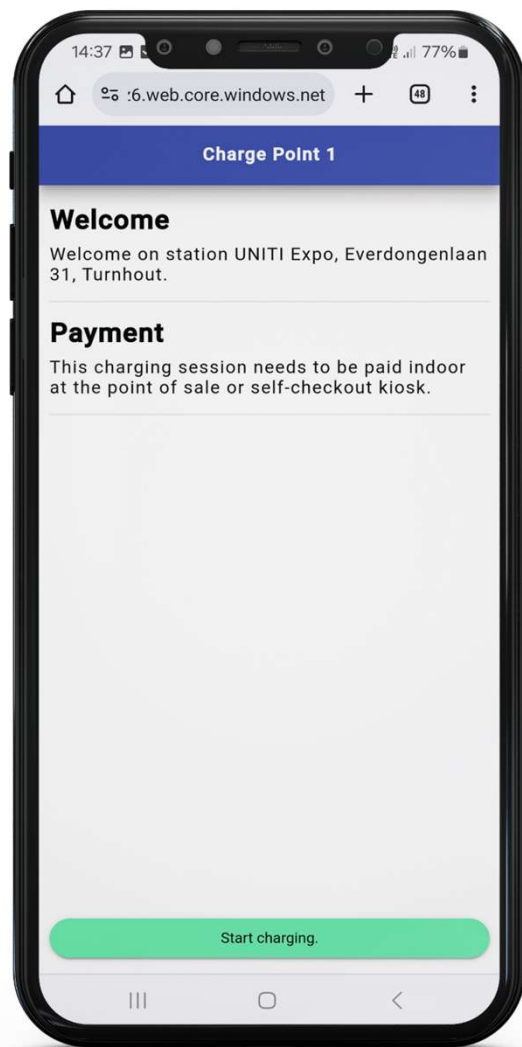 14:37 77%
:6.web.core.windows.net 48
Charge Point 1
Welcome
Welcome on station UNITI Expo, Everdongenlaan
31, Turnhout.
Payment
This charging session needs to be paid indoor
at the point of sale or self-checkout kiosk.
Start charging.